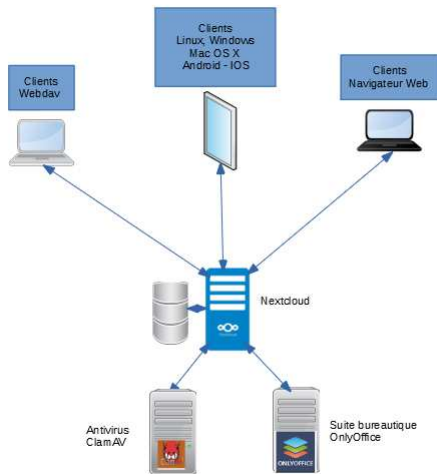 Clients
Linux, Windows
Mac OS X
Android - IOS
Clients
Webdav
Clients
Navigateur Web
Nextcloud
Antivirus
ClamAV
Suite bureautique
OnlyOffice
ONLYOFFICE